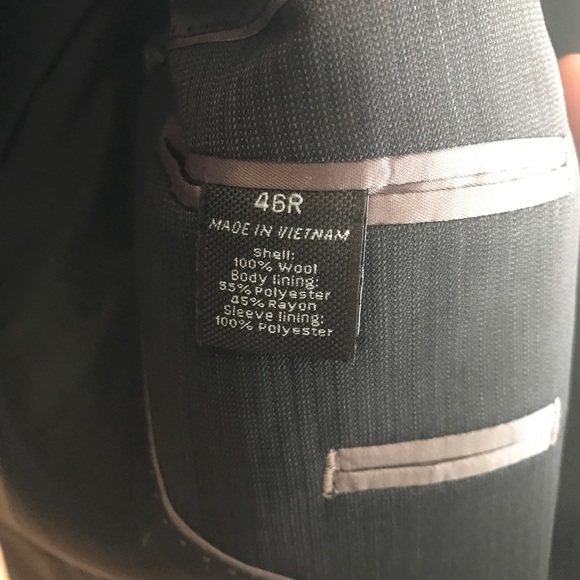 46R
MADE IN VIETNAM
Shell:
100% Wool
Body lining:
55% Polyester
45% Rayon
Sleeve lining:
100% Polyester